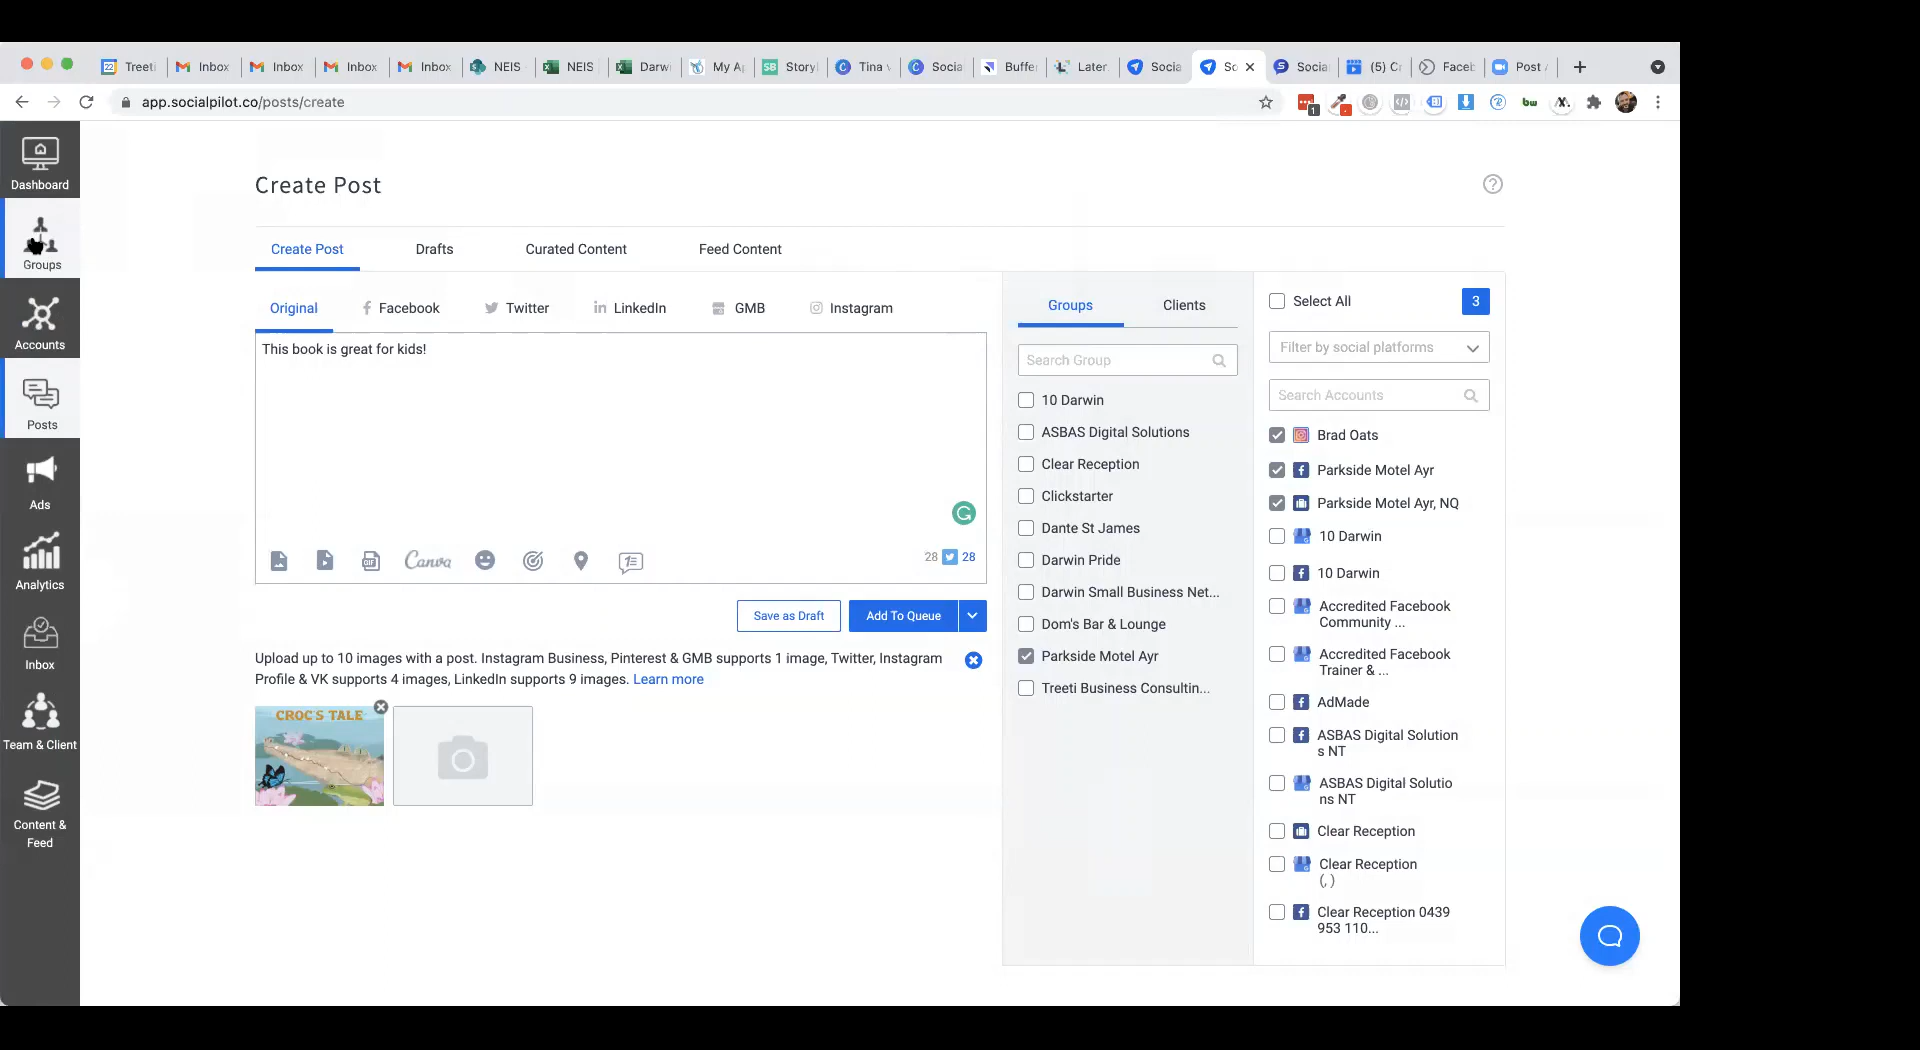 Treeti
Inbox
Inbox
Inbox
Inbox
NEIS
NEIS
Darw
My A
Story
Tina v
Socia
Buffe
Later
Socia
So
Socia
(5) C
Faceb
Post
app.socialpilot.co/posts/create
Dashboard
Groups
Accounts
Posts
Ads
Analytics
Inbox
Team & Client
Content &
Feed
Create Post
Create Post
Drafts
Curated Content
Feed Content
Original
Facebook
Twitter
LinkedIn
GMB
Instagram
This book is great for kids!
GIF
Canva
28
28
Save as Draft
Add To Queue
Upload up to 10 images with a post. Instagram Business, Pinterest & GMB supports 1 image, Twitter, Instagram
Profile & VK supports 4 images, LinkedIn supports 9 images. Learn more
CROC'S TALE
Groups
Clients
Search Group
10 Darwin
ASBAS Digital Solutions
Clear Reception
Clickstarter
Dante St James
Darwin Pride
Darwin Small Business Net...
Dom's Bar & Lounge
Parkside Motel Ayr
Treeti Business Consultin...
Select All
3
Filter by social platforms
Search Accounts
Brad Oats
Parkside Motel Ayr
Parkside Motel Ayr, NQ
10 Darwin
10 Darwin
Accredited Facebook
Community ...
Accredited Facebook
Trainer & ...
AdMade
ASBAS Digital Solution
s NT
ASBAS Digital Solutio
ns NT
Clear Reception
Clear Reception
(, )
Clear Reception 0439
953 110...